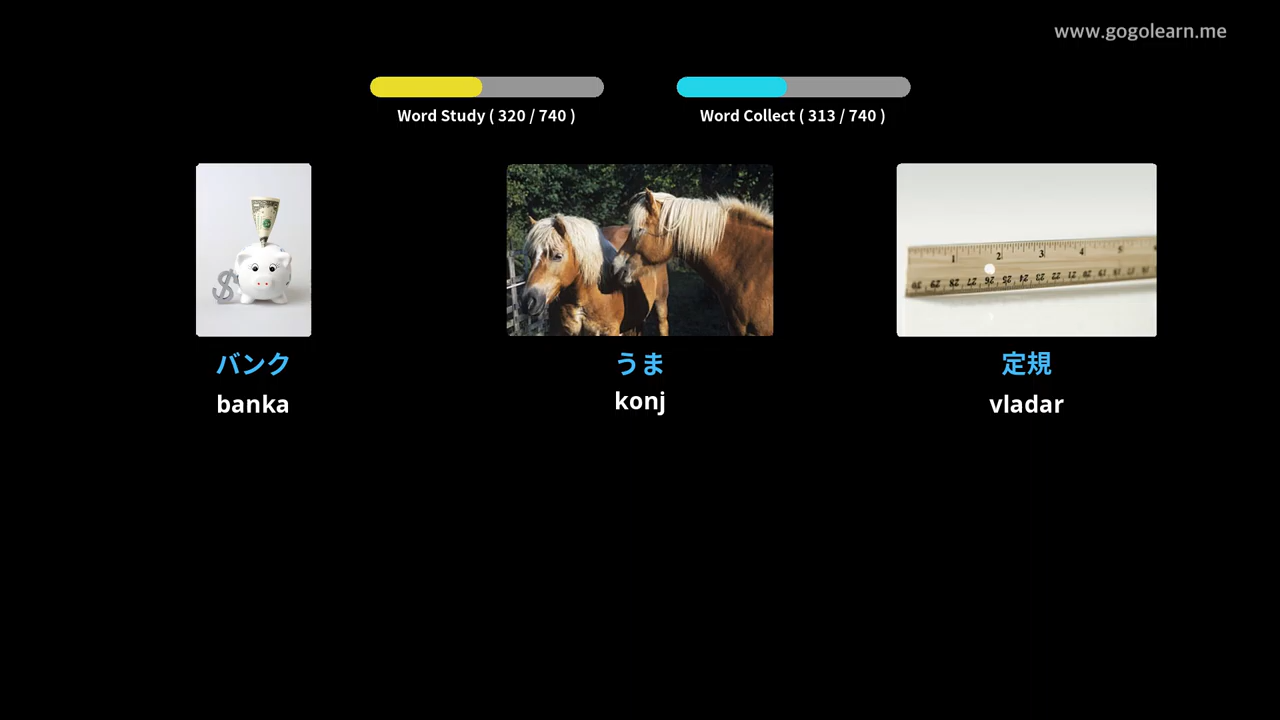 www.gogolearn.me
Word Study ( 320 / 740 )
Word Collect ( 313 / 740 )
バンク
banka
うま
konj
定規
vladar